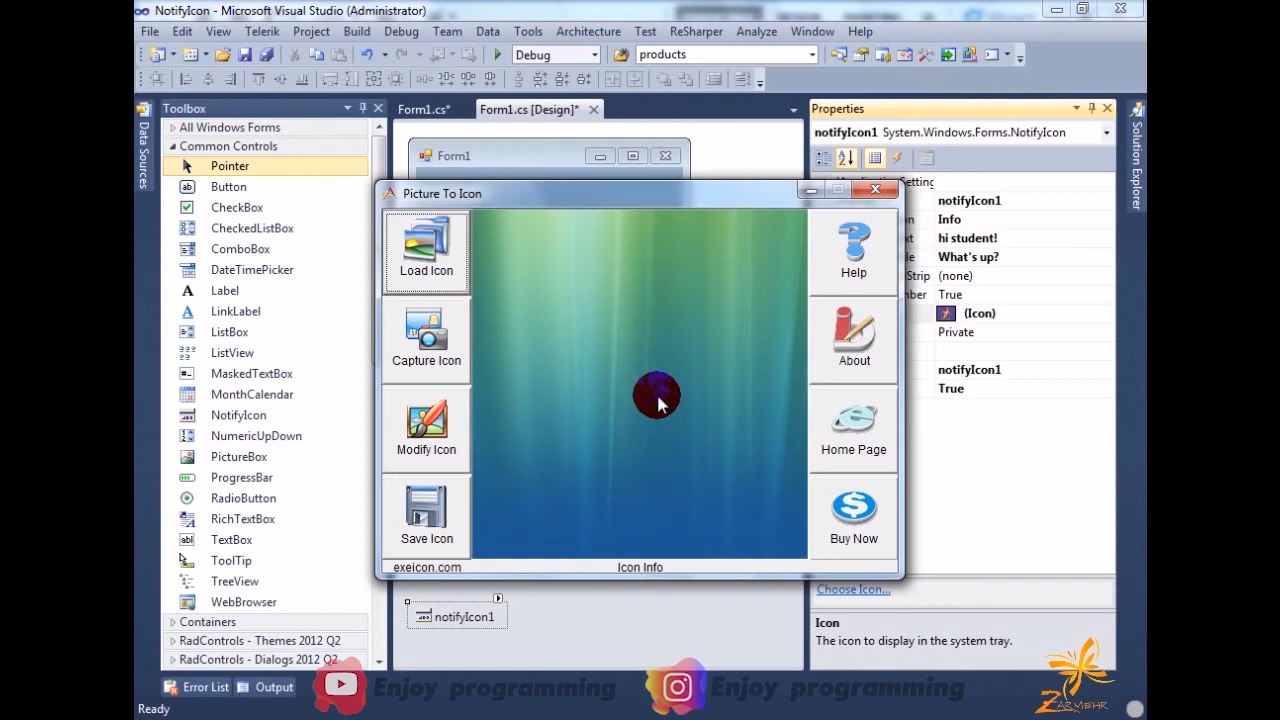 NotifyIcon - Microsoft Visual Studio (Administrator)
File Edit View Telerik Project Build Debug Team Data Tools Architecture Test ReSharper Analyze Window Help
Debug products
Toolbox
Form1.cs* Form1.cs [Design]*
Properties
Data Sources
All Windows Forms
Common Controls
Pointer
Button
CheckBox
CheckedListBox
ComboBox
DateTimePicker
Label
LinkLabel
ListBox
ListView
MaskedTextBox
MonthCalendar
NotifyIcon
NumericUpDown
PictureBox
ProgressBar
RadioButton
RichTextBox
TextBox
ToolTip
TreeView
WebBrowser
Containers
RadControls - Themes 2012 Q2
RadControls - Dialogs 2012 Q2
Form1
Picture To Icon
Load Icon
Capture Icon
Modify Icon
Save Icon
Help
About
Home Page
Buy Now
exeicon.com
Icon Info
notifyIcon1
notifyIcon1 System.Windows.Forms.NotifyIcon
notifyIcon1
Info
hi student!
What's up?
(none)
True
(Icon)
Private
notifyIcon1
True
Choose Icon...
Icon
The icon to display in the system tray.
Solution Explorer
Error List Output
Enjoy_programming
Enjoy_programming
ZARMEHR
Ready